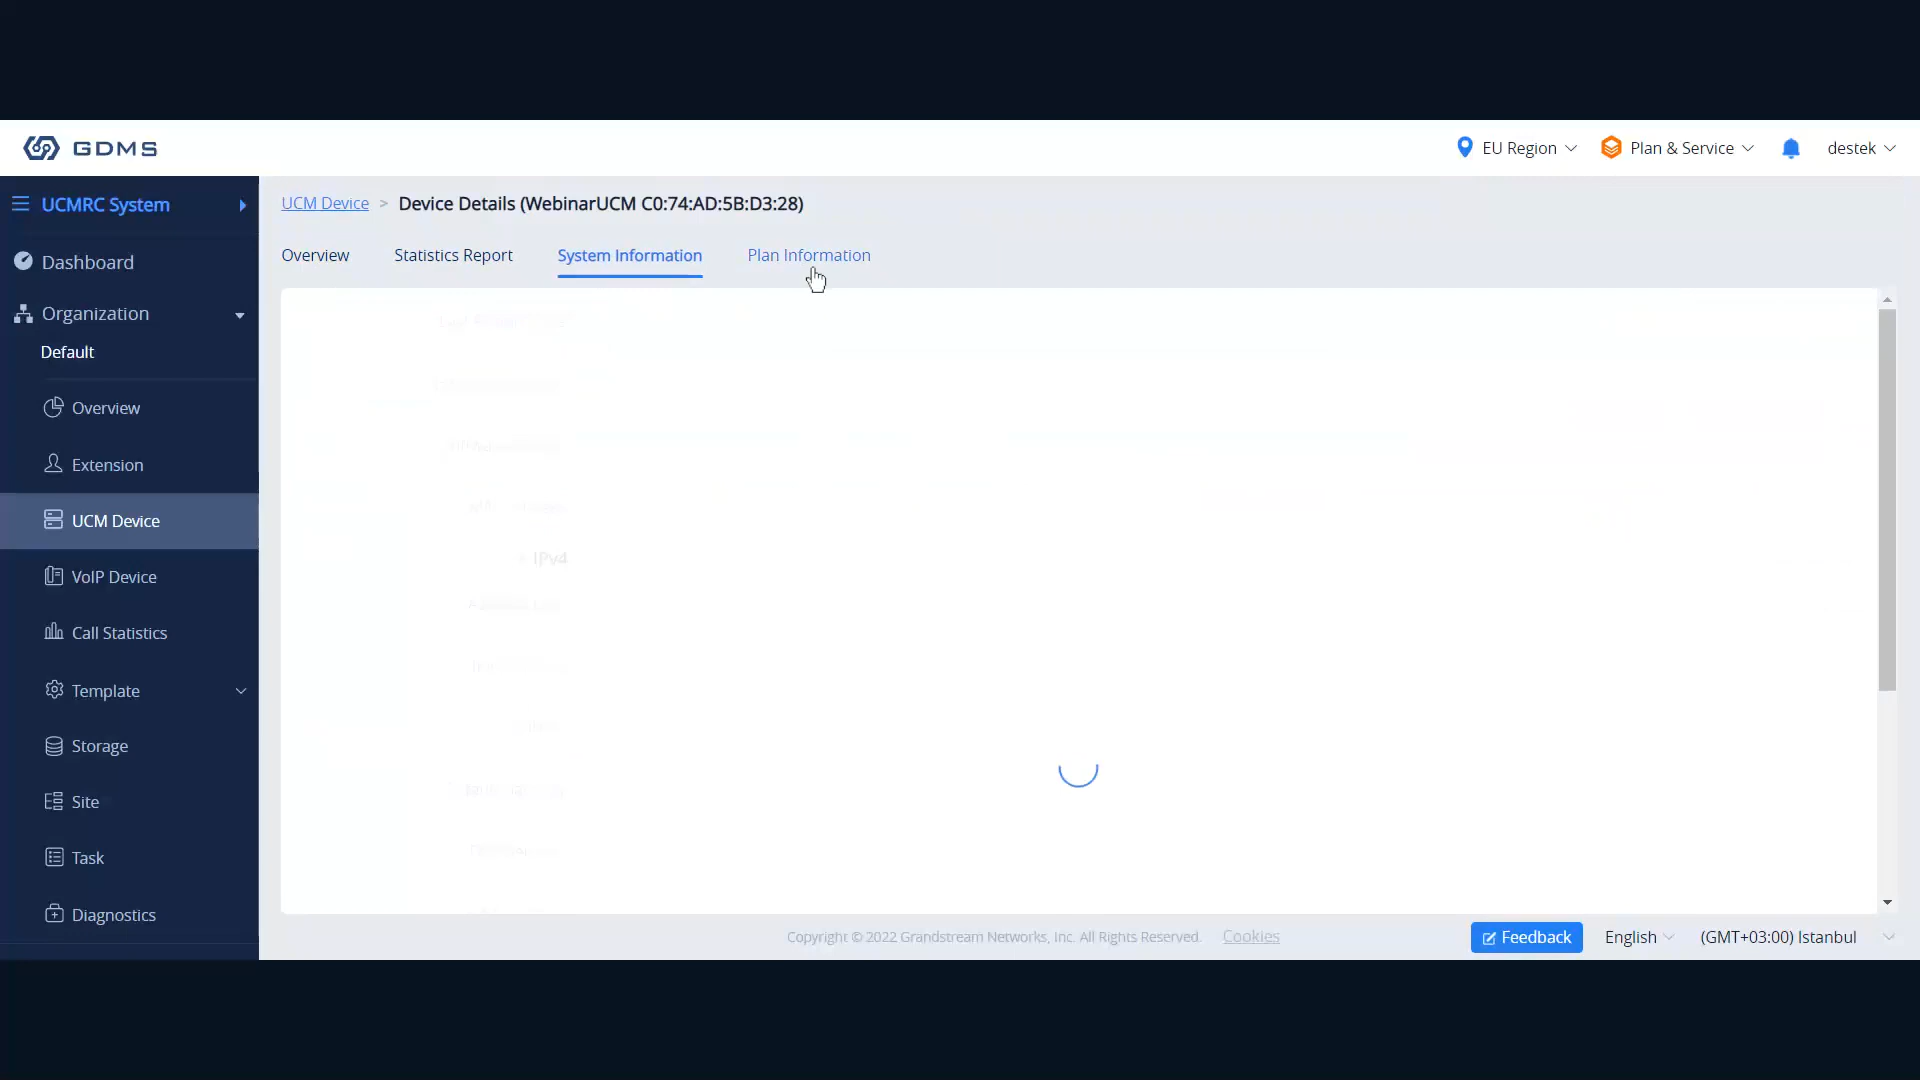 GDMS
EU Region
Plan & Service
destek
UCMRC System
UCM Device > Device Details (WebinarUCM C0:74:AD:5B:D3:28)
Dashboard
Overview
Statistics Report
System Information
Plan Information
Organization
Default
Overview
Extension
UCM Device
VoIP Device
Call Statistics
Template
Storage
Site
Task
Diagnostics
IPv4
Copyright © 2022 Grandstream Networks, Inc. All Rights Reserved.
Cookies
Feedback
English
(GMT+03:00) Istanbul